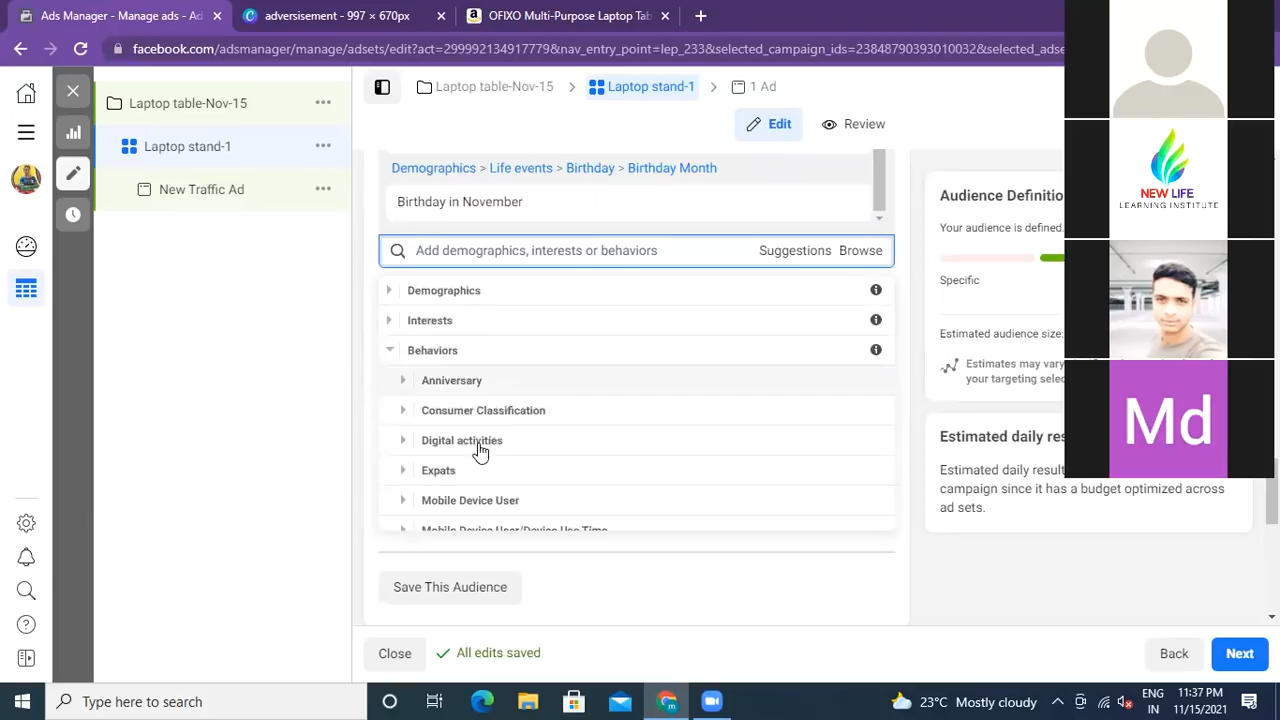 Ads Manager - Manage ads - Ad
advertisement - 997 × 670px
OFIXO Multi-Purpose Laptop Tab
facebook.com/adsmanager/manage/adsets/edit?act=299992134917779&nav_entry_point=lep_233&selected_campaign_ids=23848790393010032&selected_adse
Laptop table-Nov-15
Laptop stand-1
New Traffic Ad
Laptop table-Nov-15
Laptop stand-1
1 Ad
Edit
Review
Demographics > Life events > Birthday > Birthday Month
Birthday in November
Add demographics, interests or behaviors
Suggestions
Browse
Demographics
Interests
Behaviors
Anniversary
Consumer Classification
Digital activities
Expats
Mobile Device User
Mobile Device User/Device Use Time
Save This Audience
Audience Definitio
Your audience is defined.
Specific
Estimated audience size:
Estimates may vary
your targeting selec
Estimated daily res
Estimated daily result
campaign since it has a budget optimized across
ad sets.
NEW LIFE
LEARNING INSTITUTE
Md
Close
All edits saved
Back
Next
Type here to search
23°C Mostly cloudy
ENG
IN
11:37 PM
11/15/2021